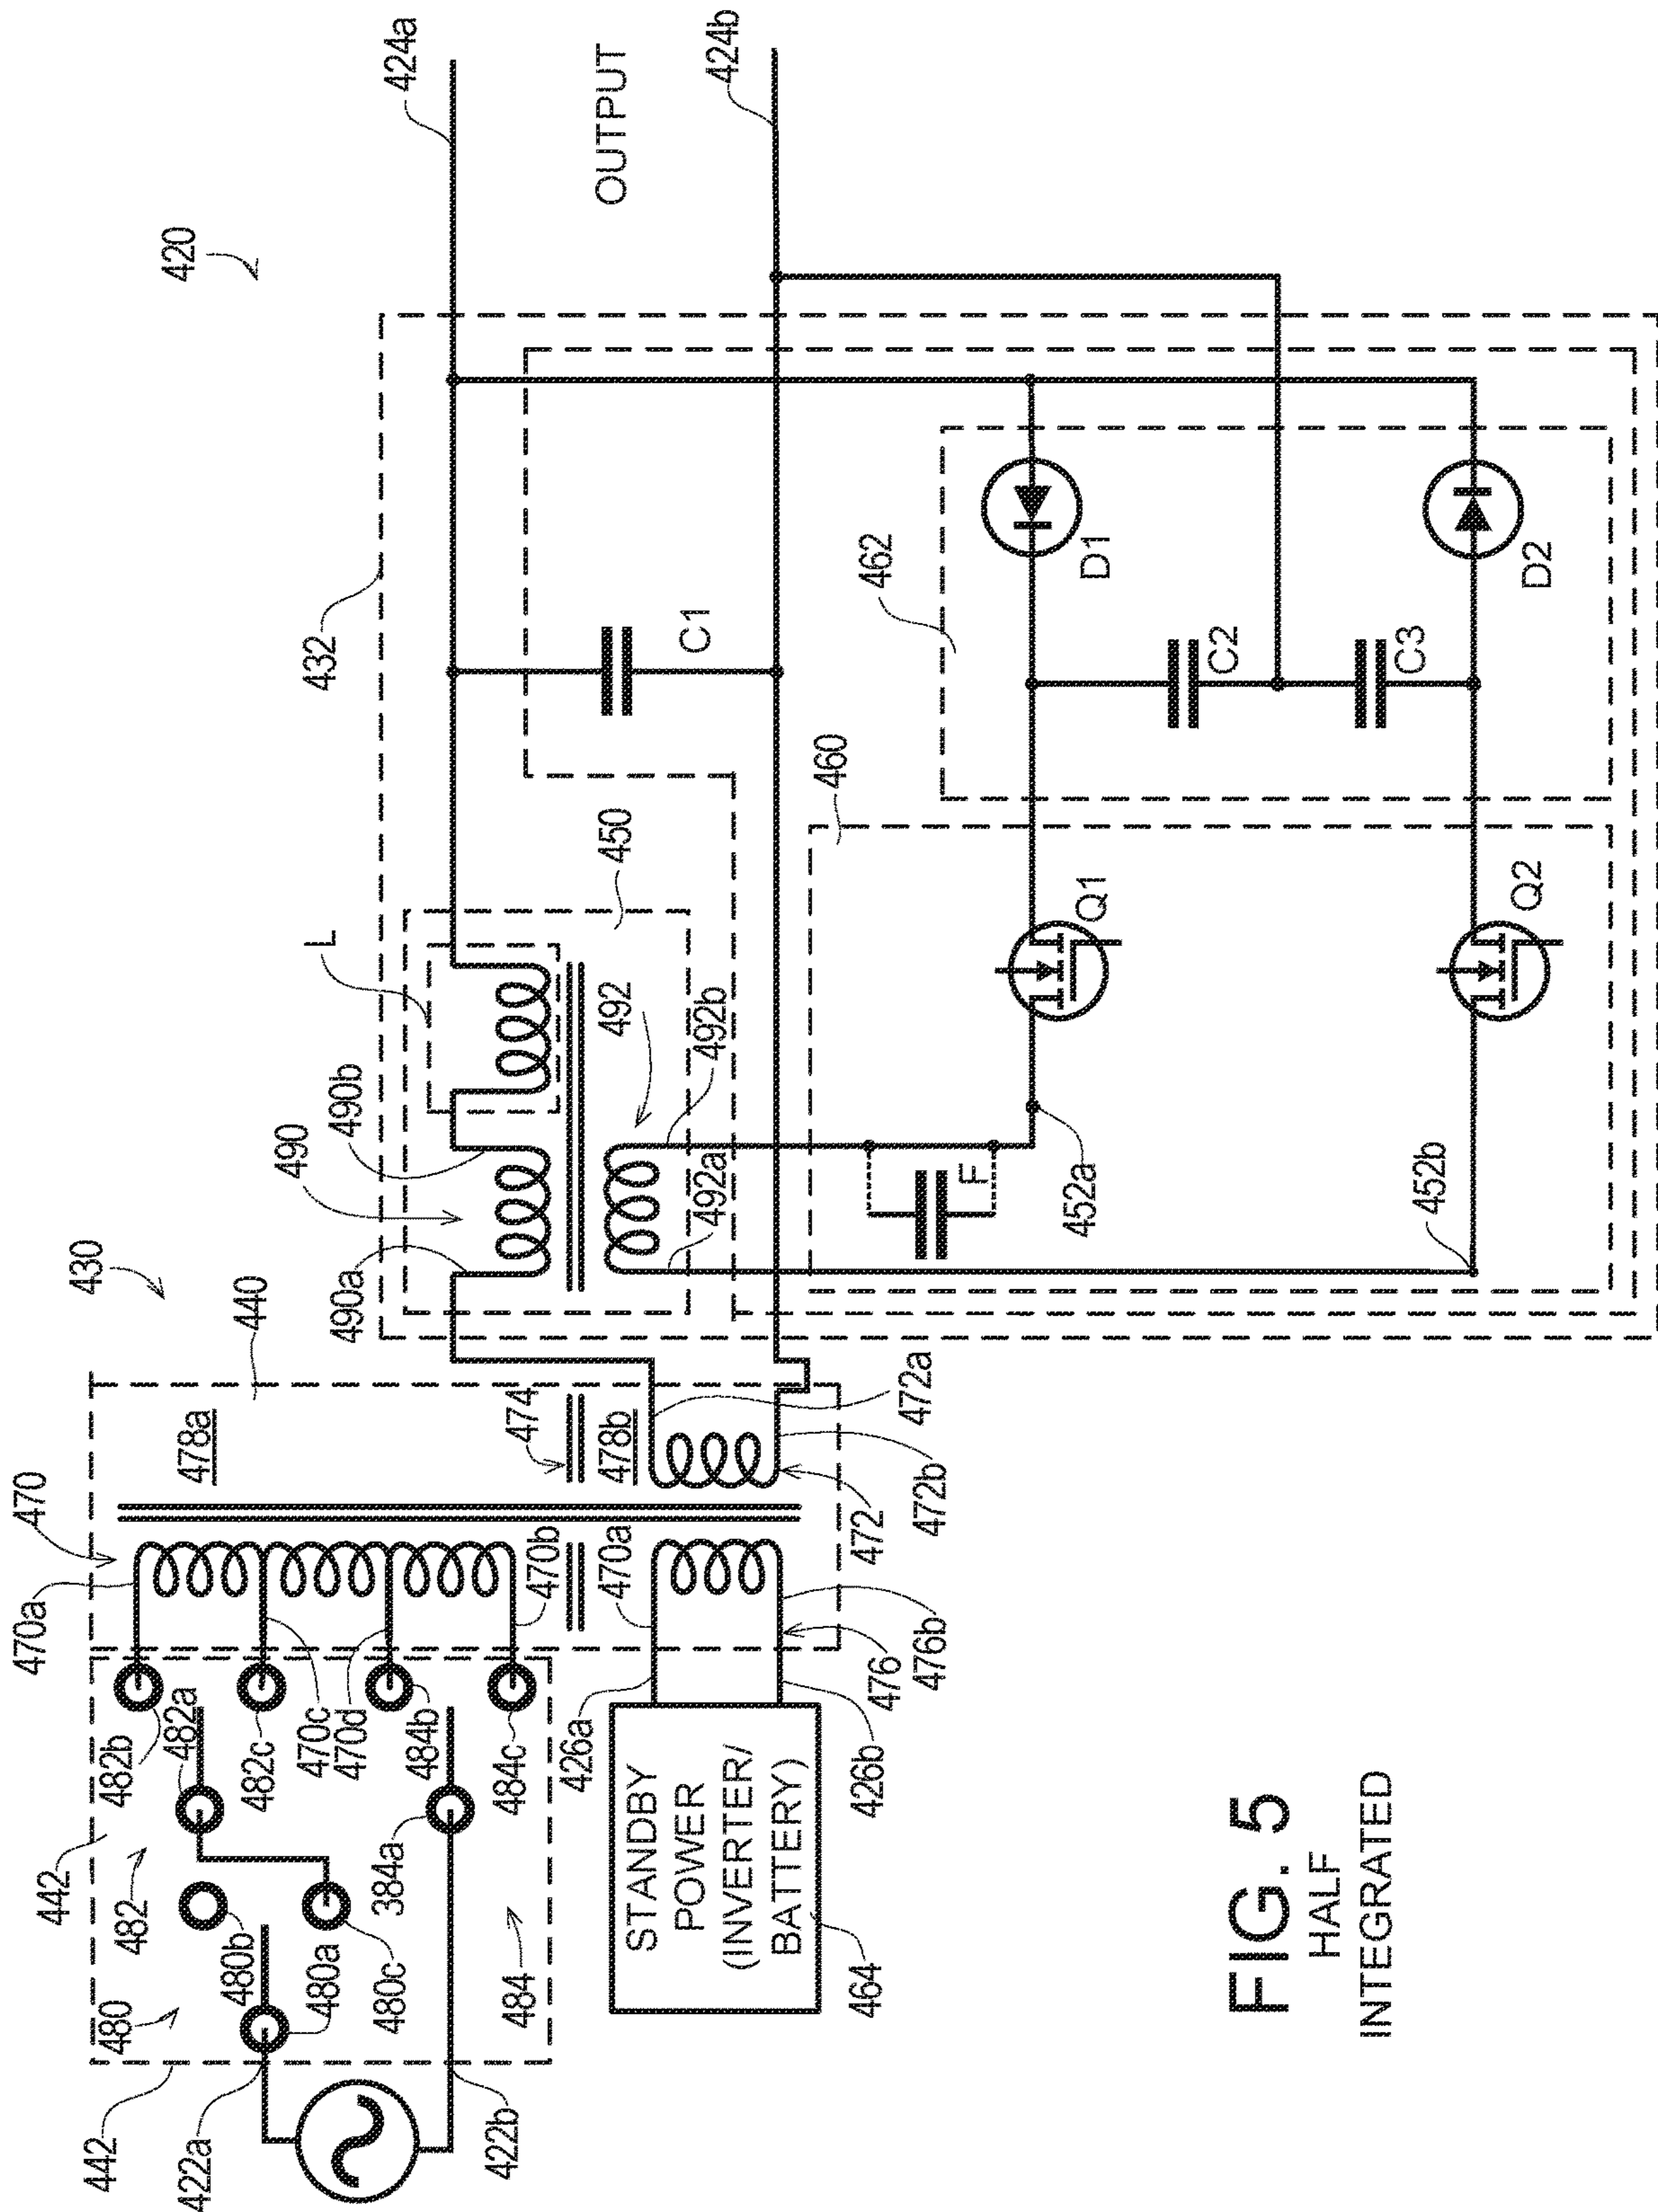 420
424a
OUTPUT
424b
432
L
490
490b
490a
492
492b
492a
450
C1
460
462
D1
D2
C2
C3
Q1
Q2
F
452a
452b
430
440
470
470a
478a
474
478b
472a
472b
472
470b
470a
476
476b
470c
470d
442
482
482b
482a
482c
484b
484c
384a
480
480b
480a
480c
484
442
422a
422b
426a
426b
STANDBY
POWER
(INVERTER/
BATTERY)
464
FIG. 5
HALF
INTEGRATED